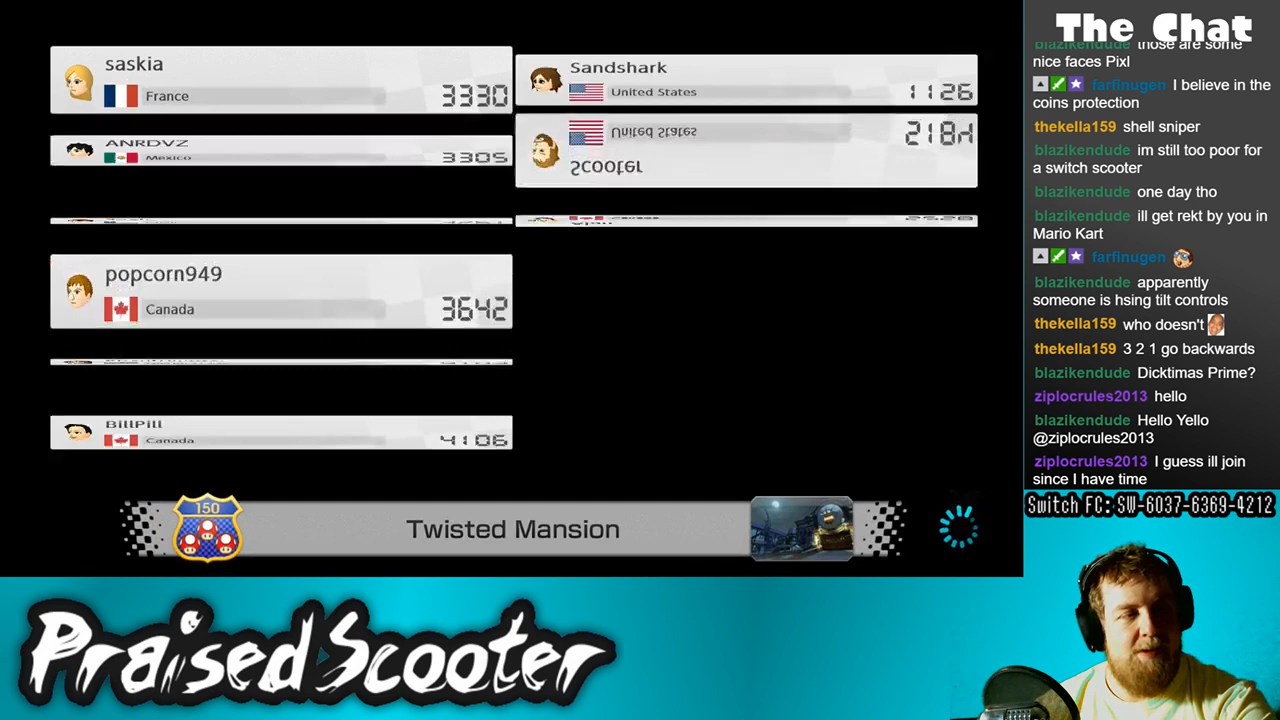 saskia
France
3330
ANRDVZ
Mexico
3305
popcorn949
Canada
3642
BillPill
Canada
4106
Sandshark
United States
1126
United States
Scooter
150
Twisted Mansion
The Chat
blazikendude those are some
nice faces Pixl
farfinugen I believe in the
coins protection
thekella159 shell sniper
blazikendude im still too poor for
a switch scooter
blazikendude one day tho
blazikendude ill get rekt by you in
Mario Kart
farfinugen
blazikendude apparently
someone is hsing tilt controls
thekella159 who doesn't
thekella159 3 2 1 go backwards
blazikendude Dicktimas Prime?
ziplocrules2013 hello
blazikendude Hello Yello
@ziplocrules2013
ziplocrules2013 I guess ill join
since I have time
Switch FC: SW-6037-6369-4212
PraisedScooter